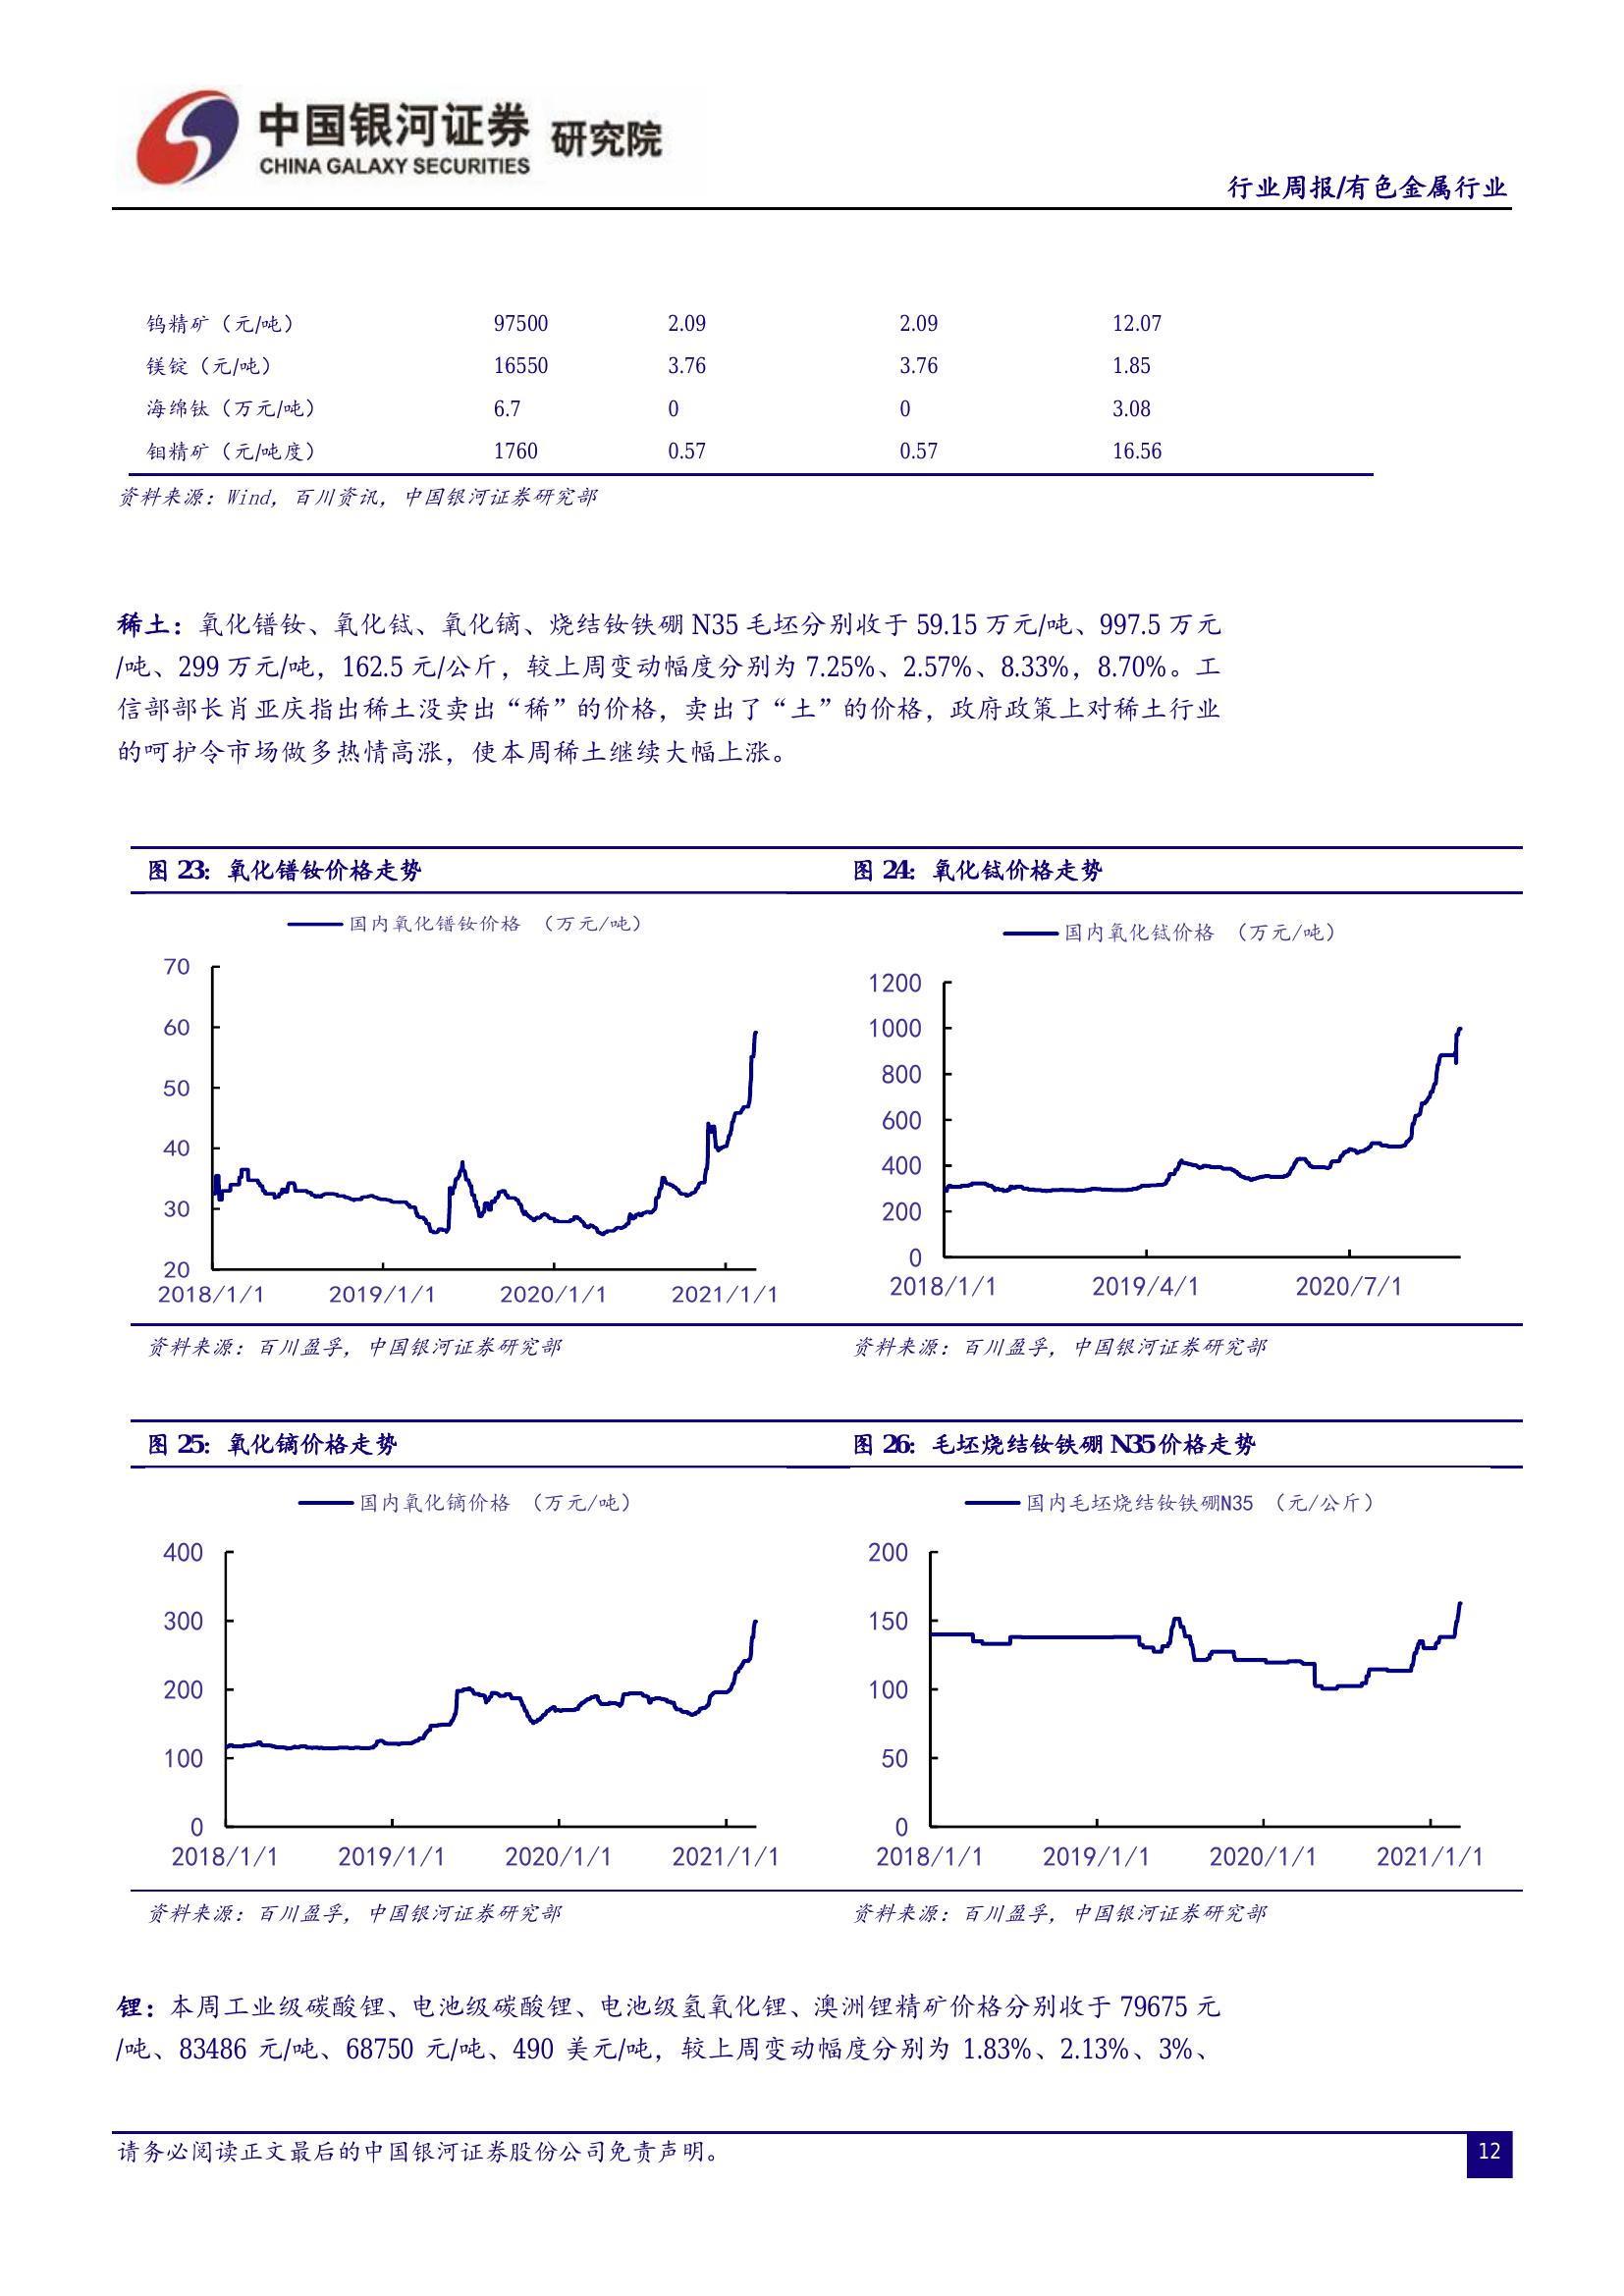 中国银河证券 研究院
CHINA GALAXY SECURITIES
行业周报/有色金属行业
钨精矿（元/吨） 97500 2.09 2.09 12.07
镁锭（元/吨） 16550 3.76 3.76 1.85
海绵钛（万元/吨） 6.7 0 0 3.08
钼精矿（元/吨度） 1760 0.57 0.57 16.56
资料来源：Wind, 百川资讯, 中国银河证券研究部
稀土：氧化镨钕、氧化铽、氧化镝、烧结钕铁硼 N35 毛坯分别收于 59.15 万元/吨、997.5 万元
/吨、299 万元/吨，162.5 元/公斤，较上周变动幅度分别为 7.25%、2.57%、8.33%，8.70%。工
信部部长肖亚庆指出稀土没卖出“稀”的价格，卖出了“土”的价格，政府政策上对稀土行业
的呵护令市场做多热情高涨，使本周稀土继续大幅上涨。
图 23：氧化镨钕价格走势
国内氧化镨钕价格 （万元/吨）
70
60
50
40
30
20
2018/1/1 2019/1/1 2020/1/1 2021/1/1
资料来源：百川盈孚，中国银河证券研究部
图 24：氧化铽价格走势
国内氧化铽价格 （万元/吨）
1200
1000
800
600
400
200
0
2018/1/1 2019/4/1 2020/7/1
资料来源：百川盈孚，中国银河证券研究部
图 25：氧化镝价格走势
国内氧化镝价格 （万元/吨）
400
300
200
100
0
2018/1/1 2019/1/1 2020/1/1 2021/1/1
资料来源：百川盈孚，中国银河证券研究部
图 26：毛坯烧结钕铁硼 N35价格走势
国内毛坯烧结钕铁硼N35 （元/公斤）
200
150
100
50
0
2018/1/1 2019/1/1 2020/1/1 2021/1/1
资料来源：百川盈孚，中国银河证券研究部
锂：本周工业级碳酸锂、电池级碳酸锂、电池级氢氧化锂、澳洲锂精矿价格分别收于 79675 元
/吨、83486 元/吨、68750 元/吨、490 美元/吨，较上周变动幅度分别为 1.83%、2.13%、3%、
请务必阅读正文最后的中国银河证券股份公司免责声明。
12